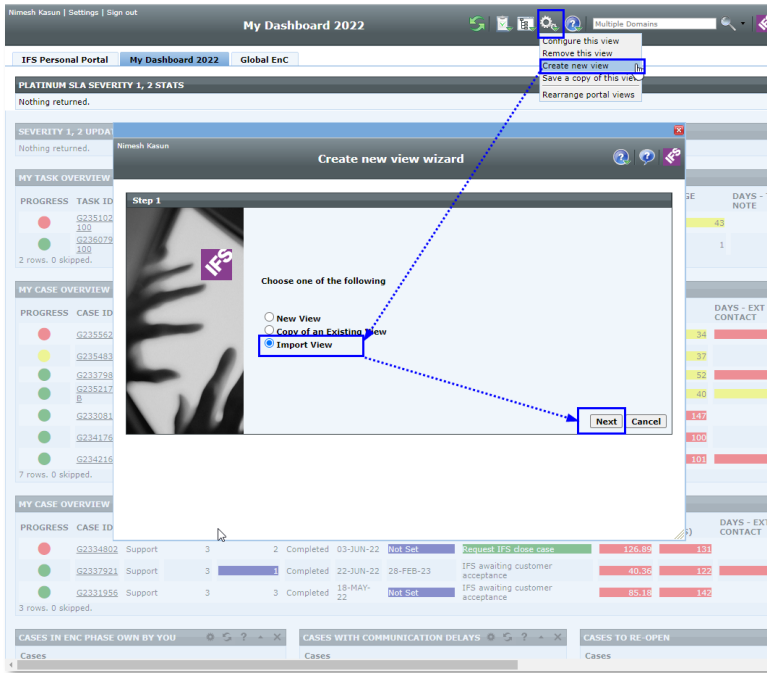 Nimesh Kasun | Settings | Sign out
My Dashboard 2022
Multiple Domains
Configure this view
Remove this view
Create new view
Save a copy of this view
Rearrange portal views
IFS Personal Portal My Dashboard 2022 Global EnC
PLATINUM SLA SEVERITY 1, 2 STATS
Nothing returned.
SEVERITY 1, 2 UPDA
Nothing returned.
Nimesh Kasun
Create new view wizard
IFS
MY TASK OVERVIEW
PROGRESS TASK ID
GE DAYS -
NOTE
G235102
100
43
G236079
100
1
2 rows. 0 skipped.
Step 1
IFS
Choose one of the following
New View
Copy of an Existing View
Import View
Next Cancel
MY CASE OVERVIEW
PROGRESS CASE ID
DAYS - EXT
CONTACT
G235562 34
G235483 37
G233798 52
G235217
B
40
G233081 147
G234176 100
G234216 101
7 rows. 0 skipped.
MY CASE OVERVIEW
PROGRESS CASE ID
) DAYS - EXT
CONTACT
G2334802 Support 3 2 Completed 03-JUN-22 Not Set Request IFS close case 126.89 131
G2337921 Support 3 1 Completed 22-JUN-22 28-FEB-23 IFS awaiting customer
acceptance
40.36 122
G2331956 Support 3 3 Completed 18-MAY-
22
Not Set IFS awaiting customer
acceptance
85.18 142
3 rows. 0 skipped.
CASES IN ENC PHASE OWN BY YOU
CASES WITH COMMUNICATION DELAYS
CASES TO RE-OPEN
Cases Cases Cases